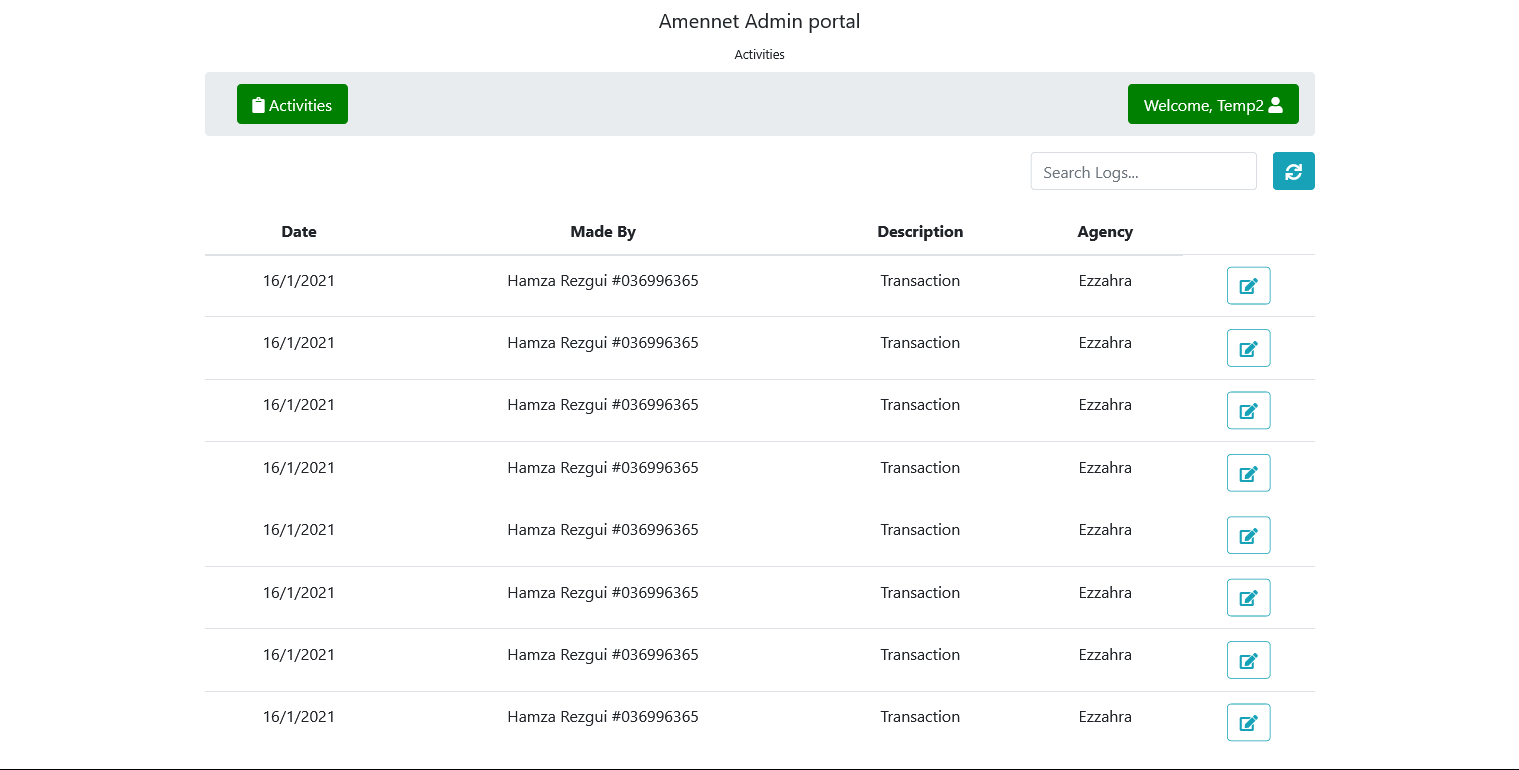 Amennet Admin portal
Activities
Activities Welcome, Temp2
Search Logs...
Date Made By Description Agency
16/1/2021 Hamza Rezgui #036996365 Transaction Ezzahra
16/1/2021 Hamza Rezgui #036996365 Transaction Ezzahra
16/1/2021 Hamza Rezgui #036996365 Transaction Ezzahra
16/1/2021 Hamza Rezgui #036996365 Transaction Ezzahra
16/1/2021 Hamza Rezgui #036996365 Transaction Ezzahra
16/1/2021 Hamza Rezgui #036996365 Transaction Ezzahra
16/1/2021 Hamza Rezgui #036996365 Transaction Ezzahra
16/1/2021 Hamza Rezgui #036996365 Transaction Ezzahra